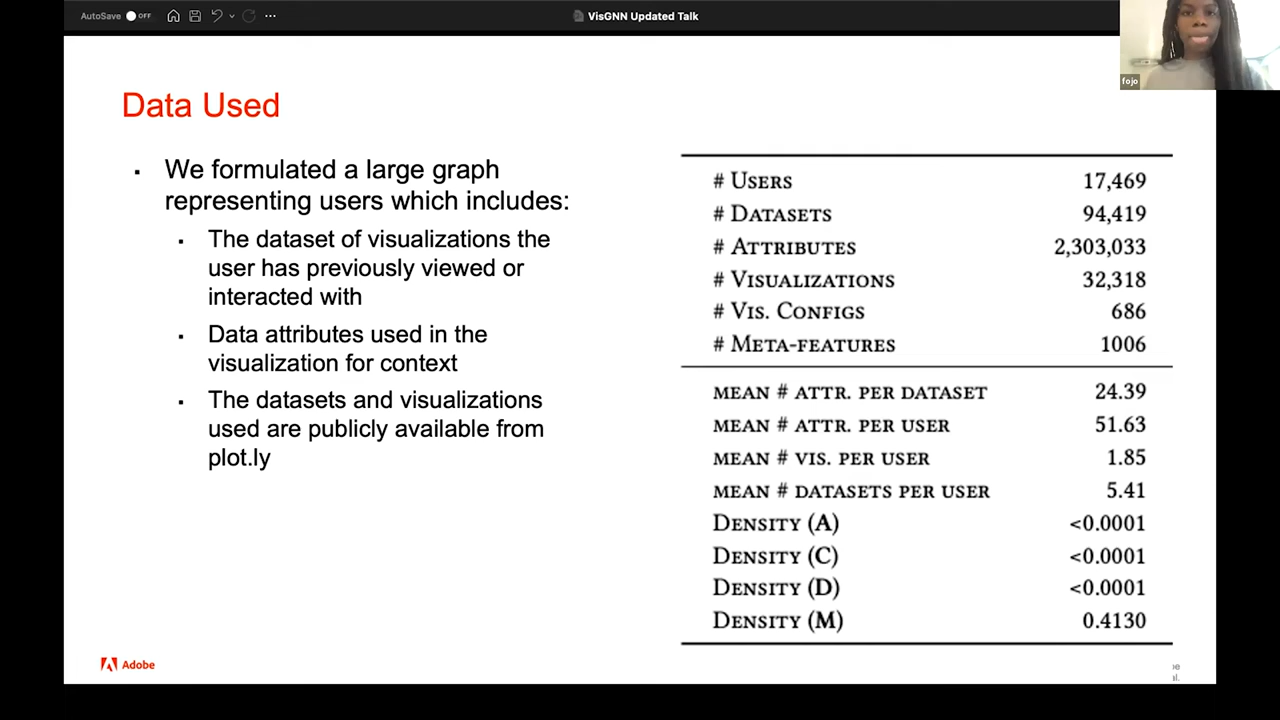 AutoSave OFF
VisGNN Updated Talk
fojo
Data Used
▪ We formulated a large graph
representing users which includes:
▪ The dataset of visualizations the
user has previously viewed or
interacted with
▪ Data attributes used in the
visualization for context
▪ The datasets and visualizations
used are publicly available from
plot.ly
# Users 17,469
# Datasets 94,419
# Attributes 2,303,033
# Visualizations 32,318
# Vis. Configs 686
# Meta-features 1006
mean # attr. per dataset 24.39
mean # attr. per user 51.63
mean # vis. per user 1.85
mean # datasets per user 5.41
Density (A) <0.0001
Density (C) <0.0001
Density (D) <0.0001
Density (M) 0.4130
Adobe